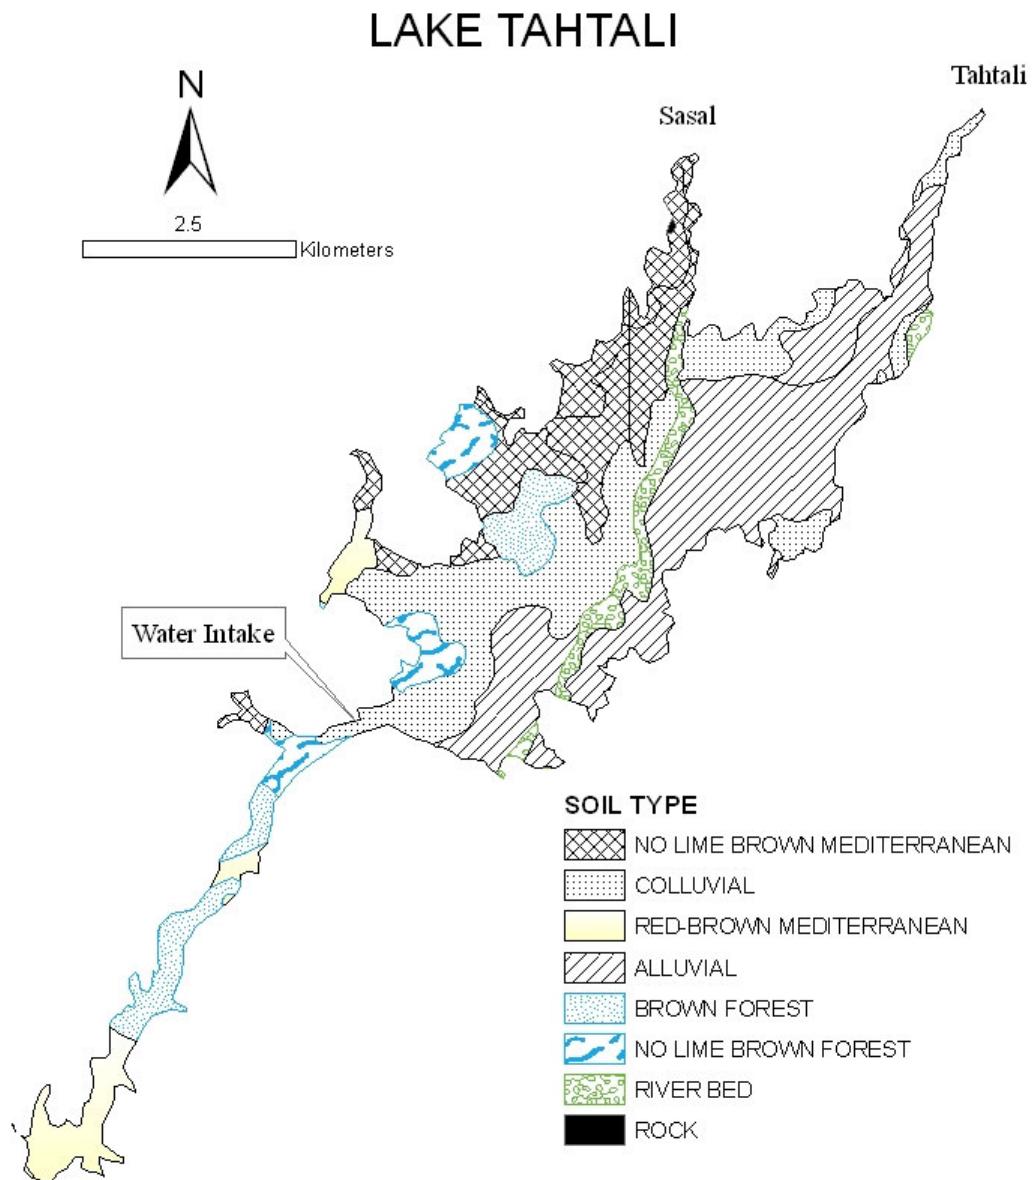 LAKE TAHTALI
N
Tahtali
Sasal
2.5
Kilometers
Water Intake
SOIL TYPE
NO LIME BROWN MEDITERRANEAN
COLLUVIAL
RED-BROWN MEDITERRANEAN
ALLUVIAL
BROWN FOREST
NO LIME BROWN FOREST
RIVER BED
ROCK